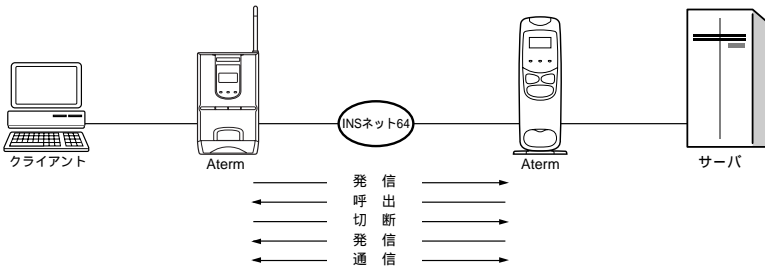 INSネット64
クライアント
Aterm
Aterm
サーバ
発 信
呼 出
切 断
発 信
通 信